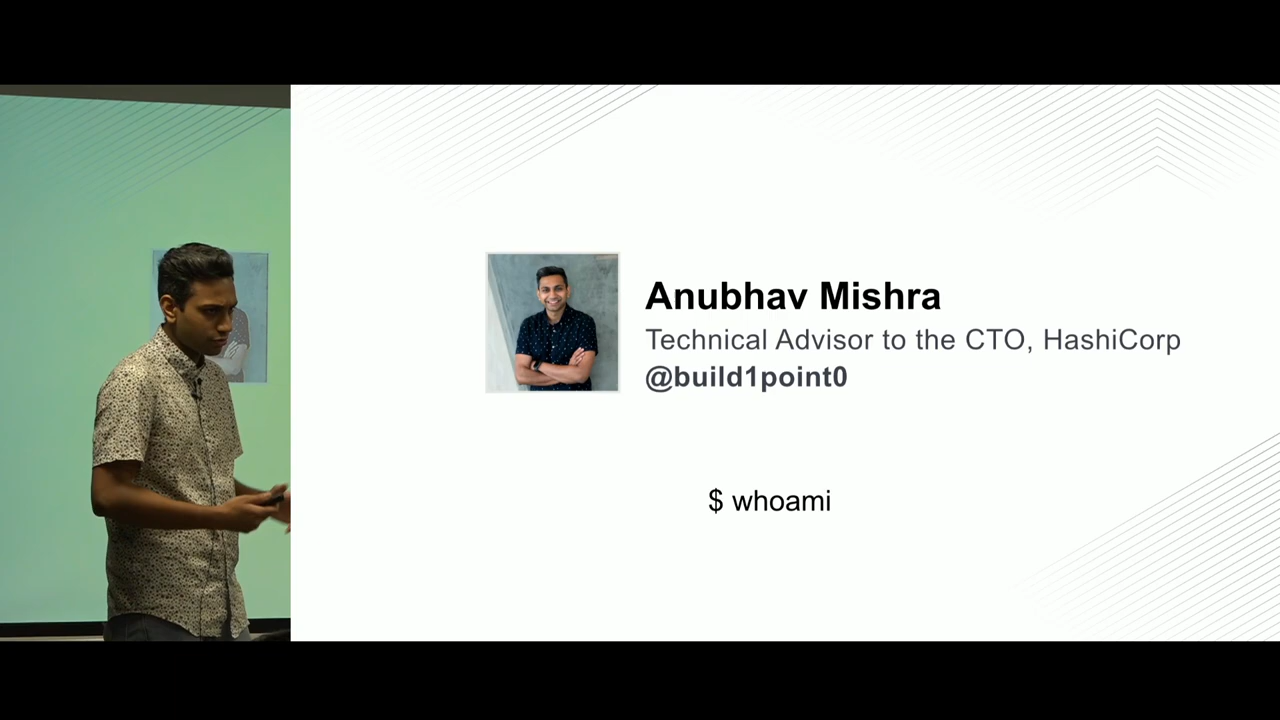 Anubhav Mishra
Technical Advisor to the CTO, HashiCorp
@build1point0
$ whoami